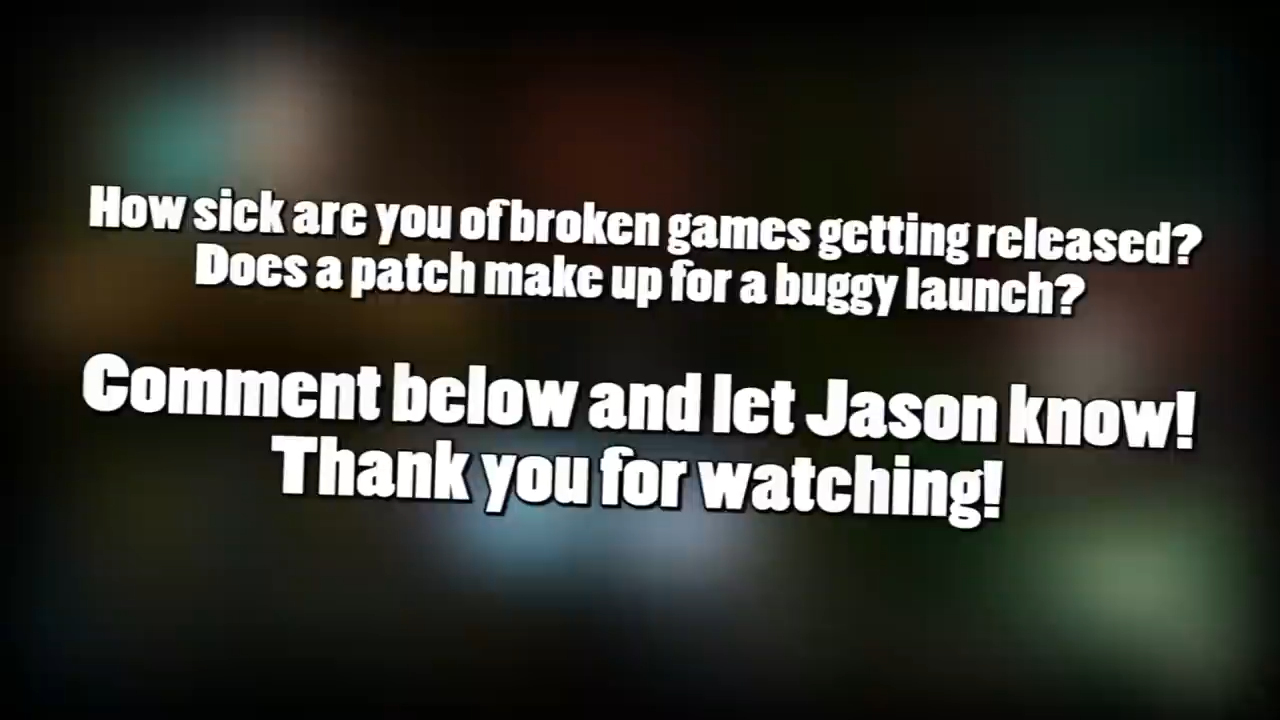 How sick are you of broken games getting released?
Does a patch make up for a buggy launch?
Comment below and let Jason know!
Thank you for watching!